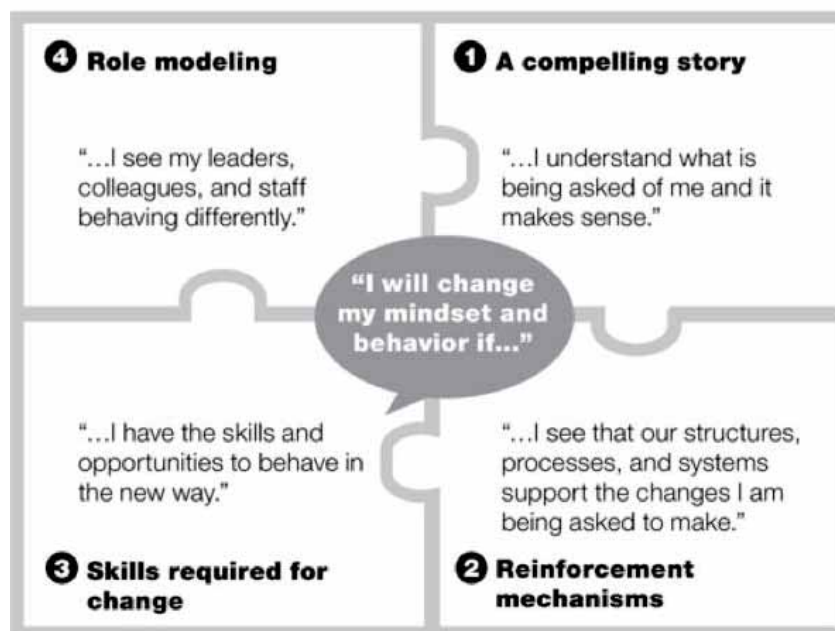 4 Role modeling
"...I see my leaders,
colleagues, and staff
behaving differently."
1 A compelling story
"...I understand what is
being asked of me and it
makes sense."
"I will change
my mindset and
behavior if..."
"...I have the skills and
opportunities to behave in
the new way."
3 Skills required for
change
"...I see that our structures,
processes, and systems
support the changes I am
being asked to make."
2 Reinforcement
mechanisms